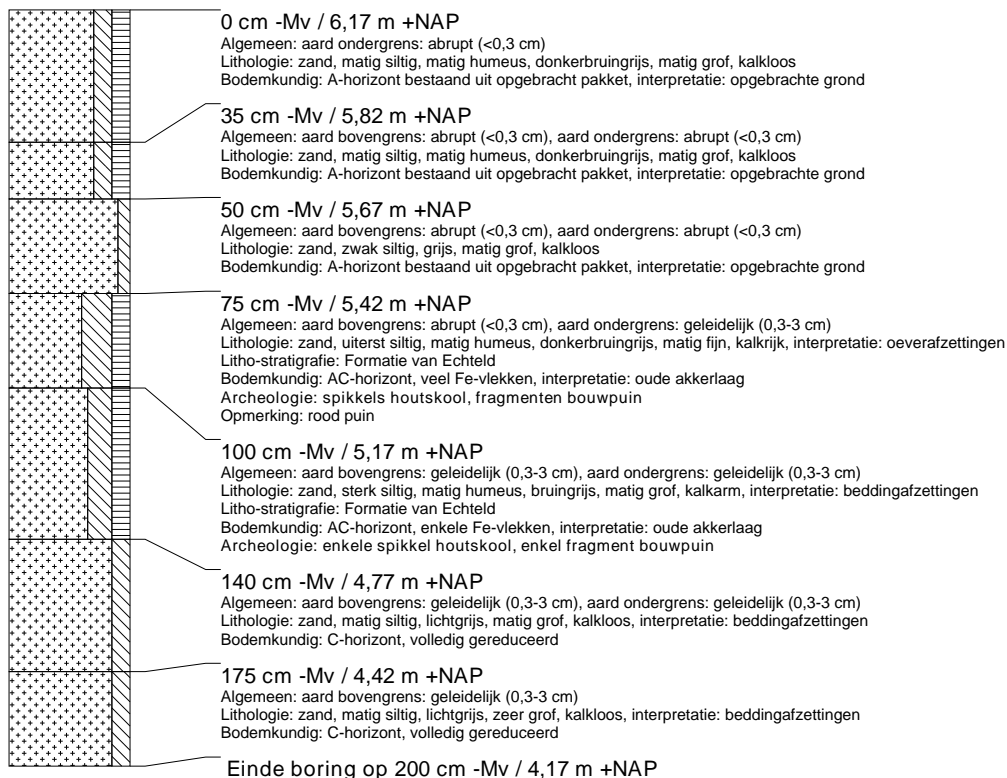 0 cm -Mv / 6,17 m +NAP
Algemeen: aard ondergrens: abrupt (<0,3 cm)
Lithologie: zand, matig siltig, matig humeus, donkerbruingrijs, matig grof, kalkloos
Bodemkundig: A-horizont bestaand uit opgebracht pakket, interpretatie: opgebrachte grond
35 cm -Mv / 5,82 m +NAP
Algemeen: aard bovengrens: abrupt (<0,3 cm), aard ondergrens: abrupt (<0,3 cm)
Lithologie: zand, matig siltig, matig humeus, donkerbruingrijs, matig grof, kalkloos
Bodemkundig: A-horizont bestaand uit opgebracht pakket, interpretatie: opgebrachte grond
50 cm -Mv / 5,67 m +NAP
Algemeen: aard bovengrens: abrupt (<0,3 cm), aard ondergrens: abrupt (<0,3 cm)
Lithologie: zand, zwak siltig, grijs, matig grof, kalkloos
Bodemkundig: A-horizont bestaand uit opgebracht pakket, interpretatie: opgebrachte grond
75 cm -Mv / 5,42 m +NAP
Algemeen: aard bovengrens: abrupt (<0,3 cm), aard ondergrens: geleidelijk (0,3-3 cm)
Lithologie: zand, uiterst siltig, matig humeus, donkerbruingrijs, matig fijn, kalkrijk, interpretatie: oeverafzettingen
Litho-stratigrafie: Formatie van Echteld
Bodemkundig: AC-horizont, veel Fe-vlekken, interpretatie: oude akkerlaag
Archeologie: spikkels houtskool, fragmenten bouwpuin
Opmerking: rood puin
100 cm -Mv / 5,17 m +NAP
Algemeen: aard bovengrens: geleidelijk (0,3-3 cm), aard ondergrens: geleidelijk (0,3-3 cm)
Lithologie: zand, sterk siltig, matig humeus, bruingrijs, matig grof, kalkarm, interpretatie: beddingafzettingen
Litho-stratigrafie: Formatie van Echteld
Bodemkundig: AC-horizont, enkele Fe-vlekken, interpretatie: oude akkerlaag
Archeologie: enkele spikkel houtskool, enkel fragment bouwpuin
140 cm -Mv / 4,77 m +NAP
Algemeen: aard bovengrens: geleidelijk (0,3-3 cm), aard ondergrens: geleidelijk (0,3-3 cm)
Lithologie: zand, matig siltig, lichtgrijs, matig grof, kalkloos, interpretatie: beddingafzettingen
Bodemkundig: C-horizont, volledig gereduceerd
175 cm -Mv / 4,42 m +NAP
Algemeen: aard bovengrens: geleidelijk (0,3-3 cm)
Lithologie: zand, matig siltig, lichtgrijs, zeer grof, kalkloos, interpretatie: beddingafzettingen
Bodemkundig: C-horizont, volledig gereduceerd
Einde boring op 200 cm -Mv / 4,17 m +NAP